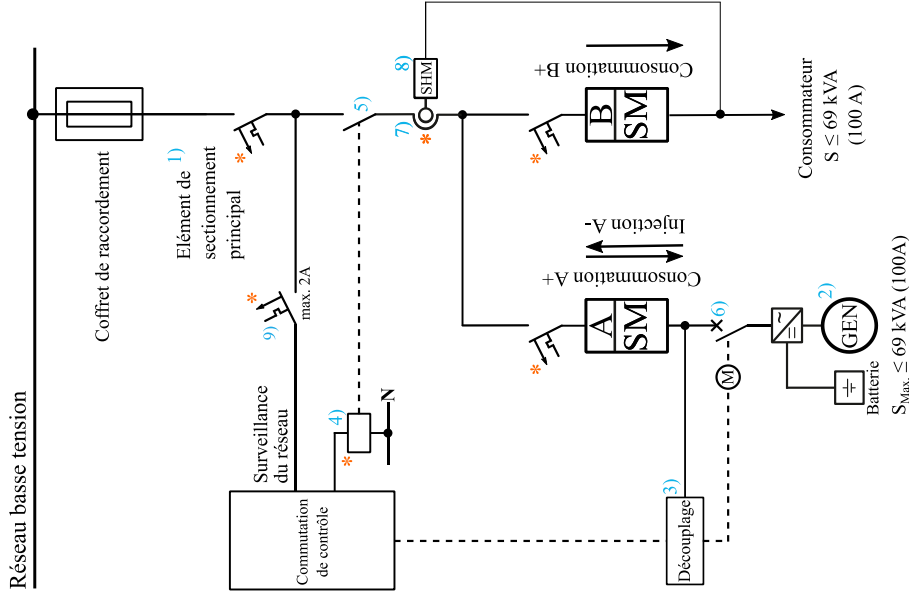 Réseau basse tension
Coffret de raccordement
Elément de 1)
sectionnement
principal
max. 2A
9)
*
*
Surveillance
du réseau
5)
4)
*
N
Commutation
de contrôle
8)
SHM
7)
*
*
B
SM
Consommation B+
*
A
SM
Consommation A+
Injection A-
6)
M
3)
Découplage
2)
GEN
Batterie
S Max. ≤ 69 kVA (100A)
Consommateur
S ≤ 69 kVA
(100 A)